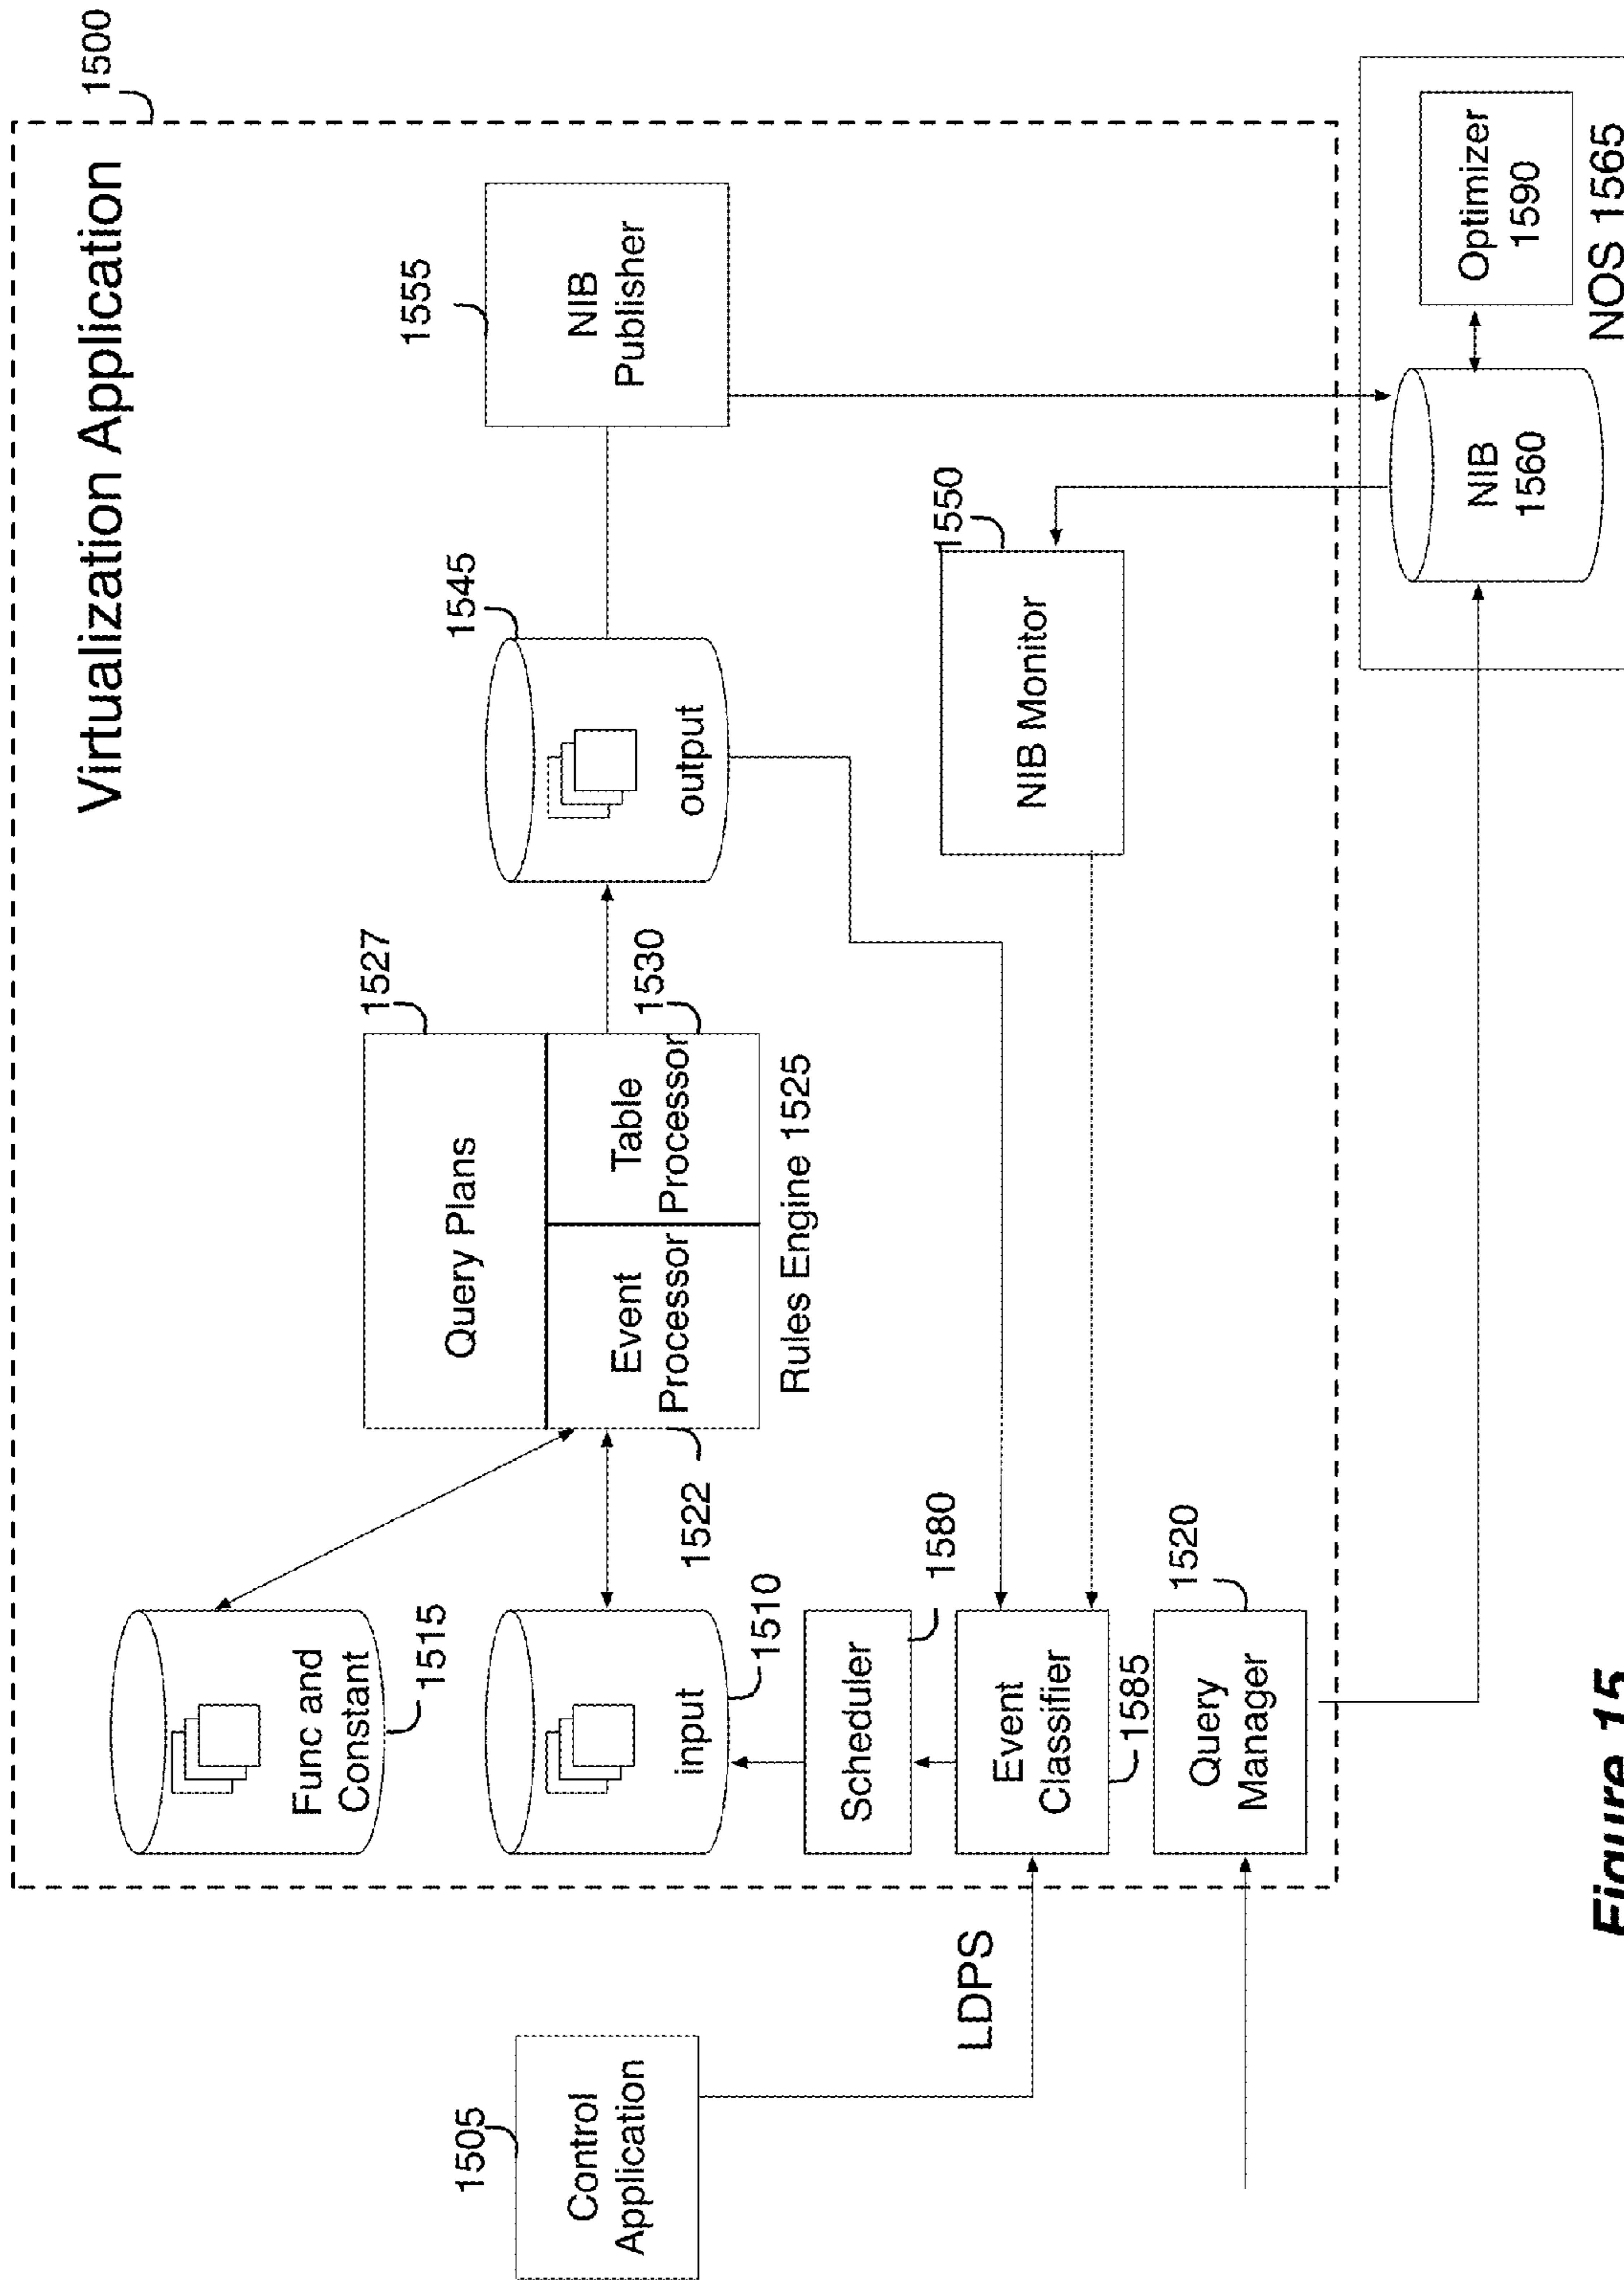 1500
Virtualization Application
Func and
Constant
1515
1527
Query Plans
1545
1555
1505
Control
Application
input
1510
1522
Event
Processor
Table
Processor
1530
Rules Engine 1525
output
NIB
Publisher
Scheduler
1580
LDPS
Event
Classifier
1585
NIB Monitor
1550
Query
Manager
1520
NIB
1560
Optimizer
1590
NOS 1565
Figure 15